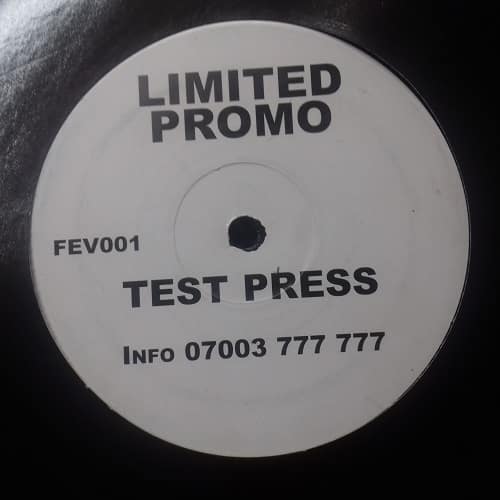 LIMITED
PROMO
FEV001
TEST PRESS
INFO 07003 777 777